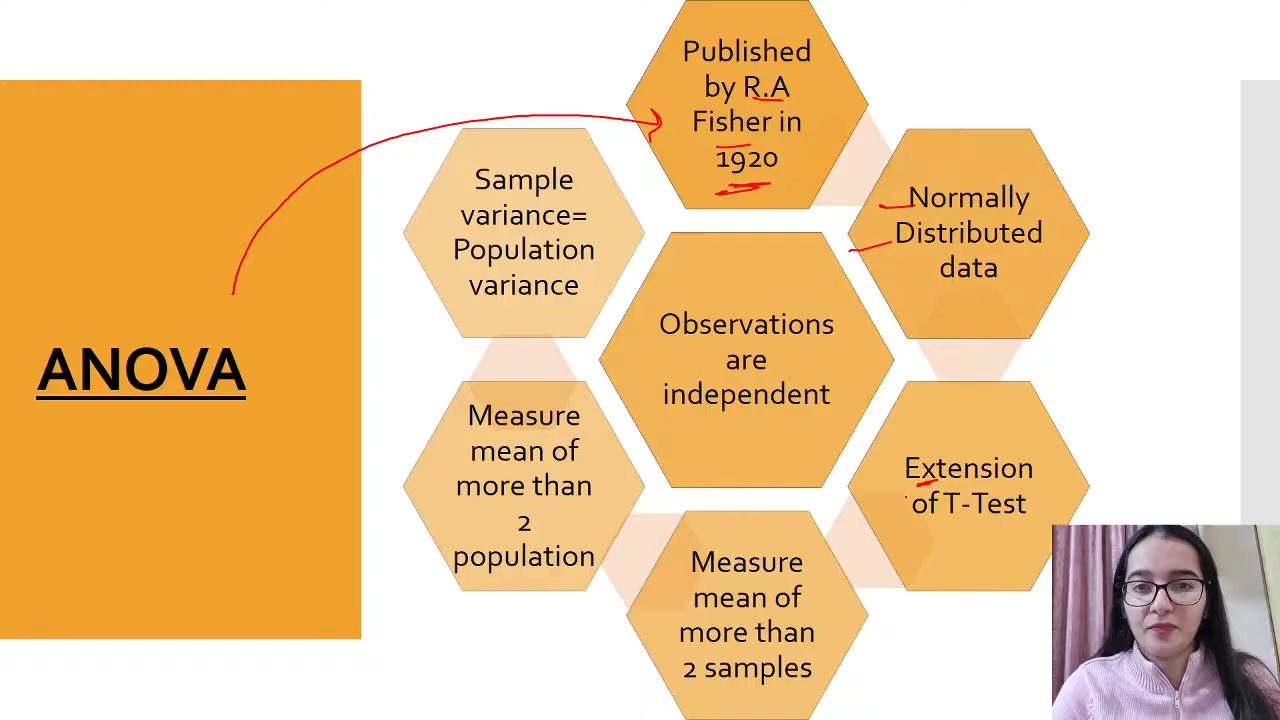 ANOVA
Published
by R.A
Fisher in
1920
Normally
Distributed
data
Extension
of T-Test
Measure
mean of
more than
2 samples
Measure
mean of
more than
2
population
Sample
variance=
Population
variance
Observations
are
independent